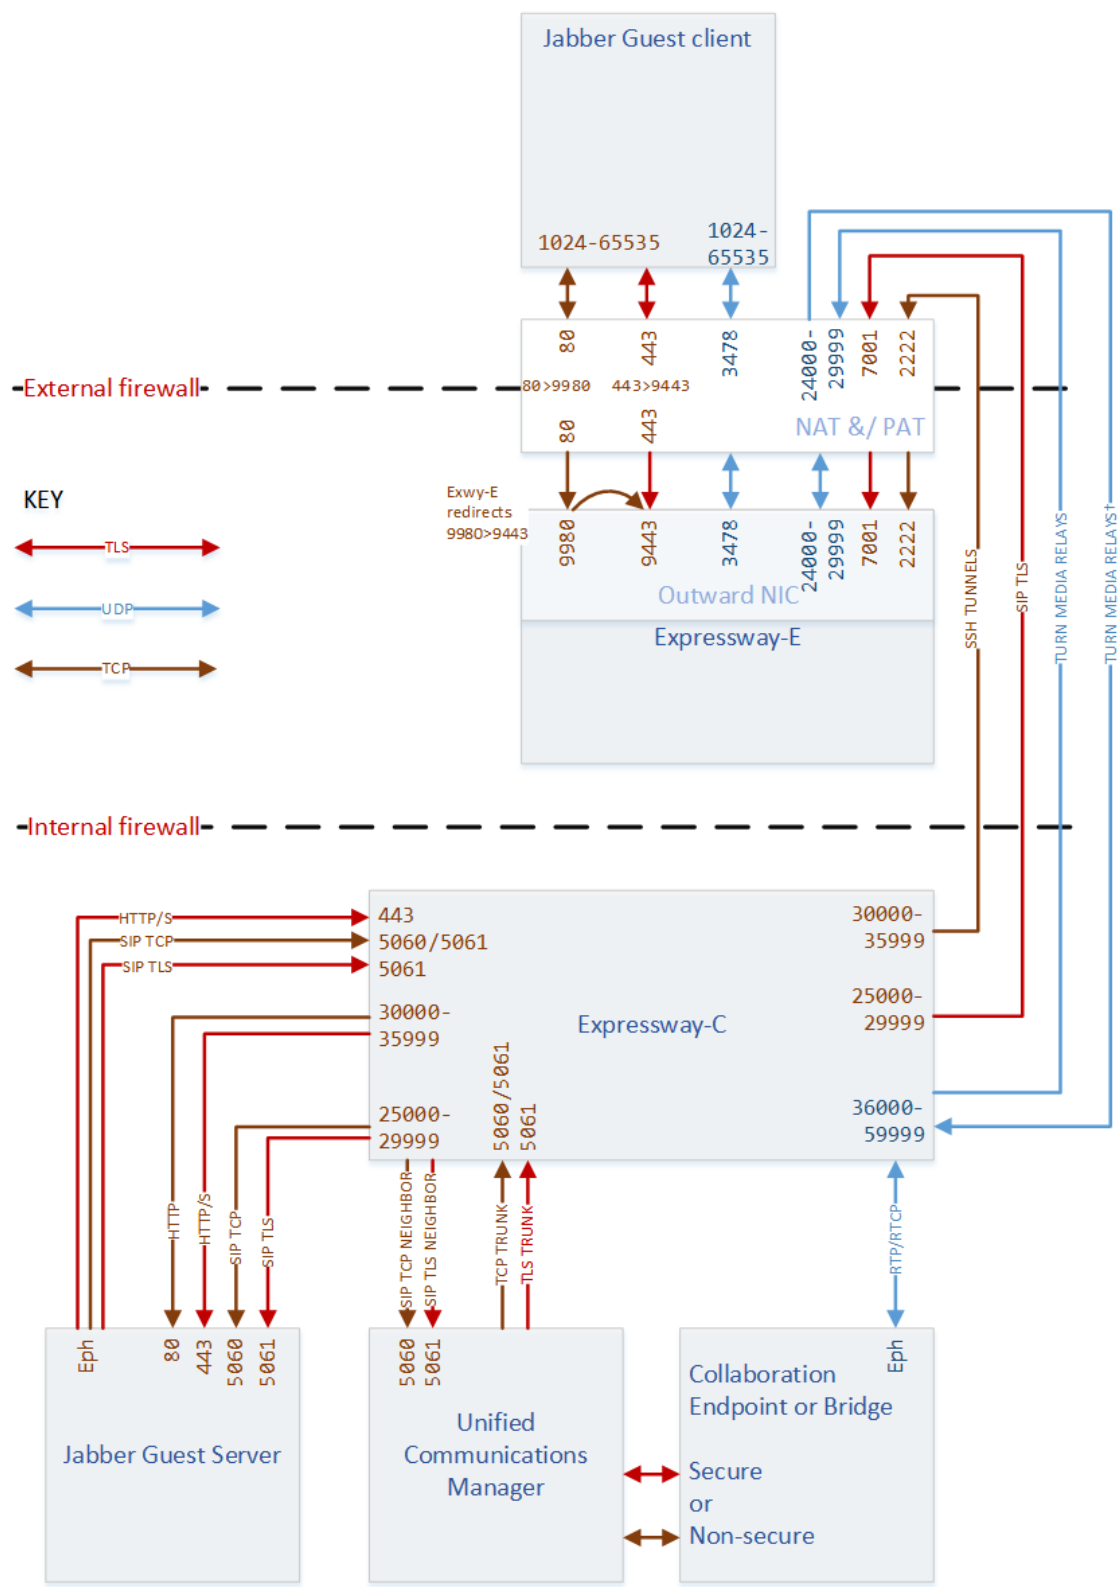 Jabber Guest client
1024-65535
1024-
65535
80
443
3478
24000-
29999
7001
2222
External firewall
80>9980
443>9443
80
443
NAT &/ PAT
KEY
TLS
UDP
TCP
Exwy-E
redirects
9980>9443
9980
9443
3478
24000-
29999
7001
2222
Outward NIC
Expressway-E
SSH TUNNELS
SIP TLS
TURN MEDIA RELAYS
TURN MEDIA RELAYS†
Internal firewall
HTTP/S
SIP TCP
SIP TLS
443
5060/5061
5061
30000-
35999
25000-
29999
5060/5061
5061
Expressway-C
30000-
35999
25000-
29999
36000-
59999
HTTP
HTTP/S
SIP TCP
SIP TLS
SIP TCP NEIGHBOR
SIP TLS NEIGHBOR
TCP TRUNK
TLS TRUNK
RTP/RTCP
Eph
80
443
5060
5061
Jabber Guest Server
5060
5061
Unified
Communications
Manager
Eph
Collaboration
Endpoint or Bridge
Secure
or
Non-secure